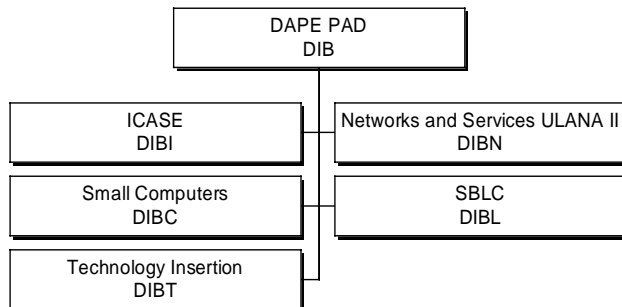 DAPE PAD
DIB
ICASE
DIBI
Networks and Services ULANA II
DIBN
Small Computers
DIBC
SBLC
DIBL
Technology Insertion
DIBT